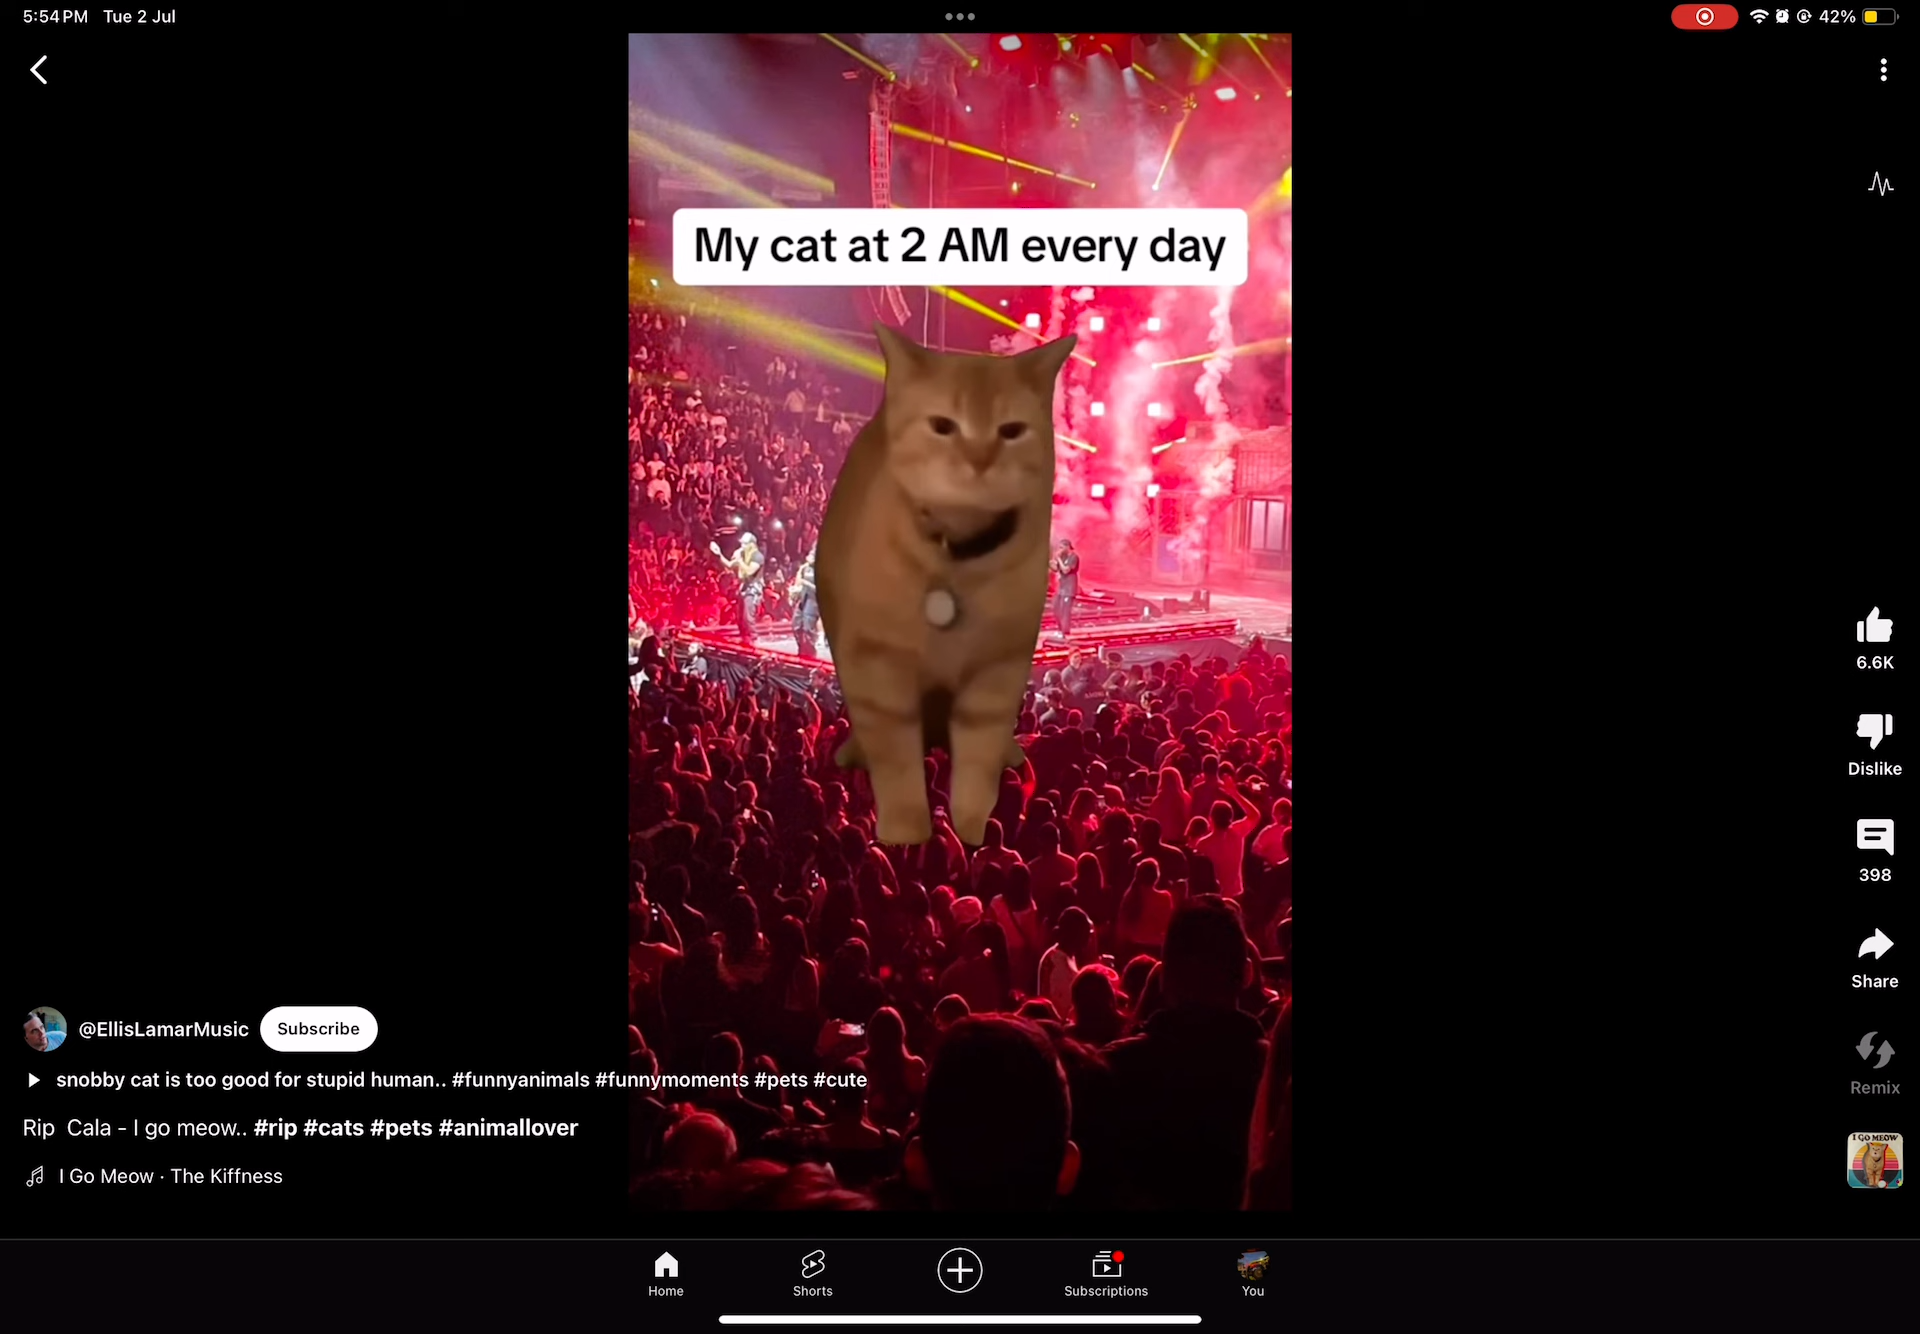 5:54 PM Tue 2 Jul
42%
My cat at 2 AM every day
6.6K
Dislike
398
Share
Remix
I GO MEOW
@EllisLamarMusic Subscribe
snobby cat is too good for stupid human.. #funnyanimals #funnymoments #pets #cute
Rip Cala - I go meow.. #rip #cats #pets #animallover
I Go Meow · The Kiffness
Home Shorts Subscriptions You